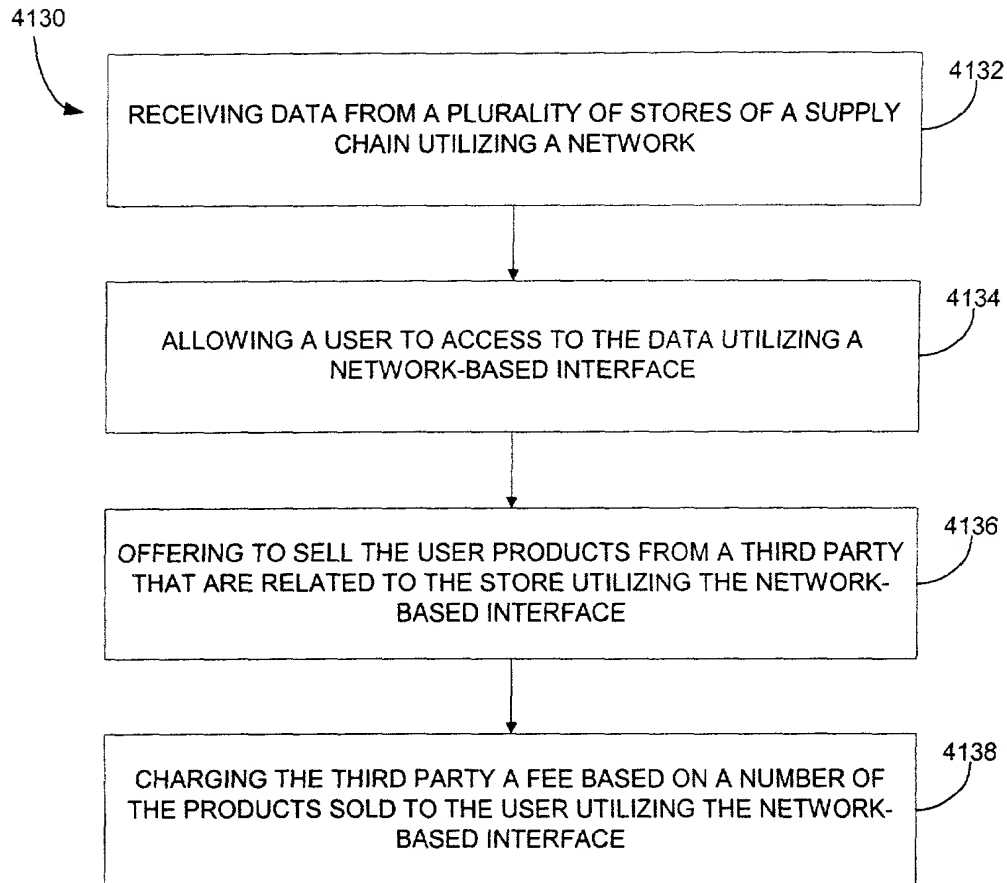 4130
4132
RECEIVING DATA FROM A PLURALITY OF STORES OF A SUPPLY
CHAIN UTILIZING A NETWORK
4134
ALLOWING A USER TO ACCESS TO THE DATA UTILIZING A
NETWORK-BASED INTERFACE
4136
OFFERING TO SELL THE USER PRODUCTS FROM A THIRD PARTY
THAT ARE RELATED TO THE STORE UTILIZING THE NETWORK-
BASED INTERFACE
4138
CHARGING THE THIRD PARTY A FEE BASED ON A NUMBER OF
THE PRODUCTS SOLD TO THE USER UTILIZING THE NETWORK-
BASED INTERFACE